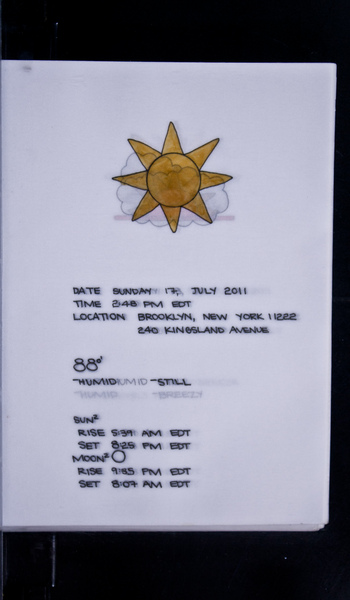 DATE SUNDAY 17, JULY 2011
TIME 2:48 PM EDT
LOCATION BROOKLYN, NEW YORK 11222
240 KINGSLAND AVENUE
88°
~HUMID ~STILL
SUN
RISE 5:39 AM EDT
SET 8:25 PM EDT
MOON
RISE 9:55 PM EDT
SET 8:07 AM EDT